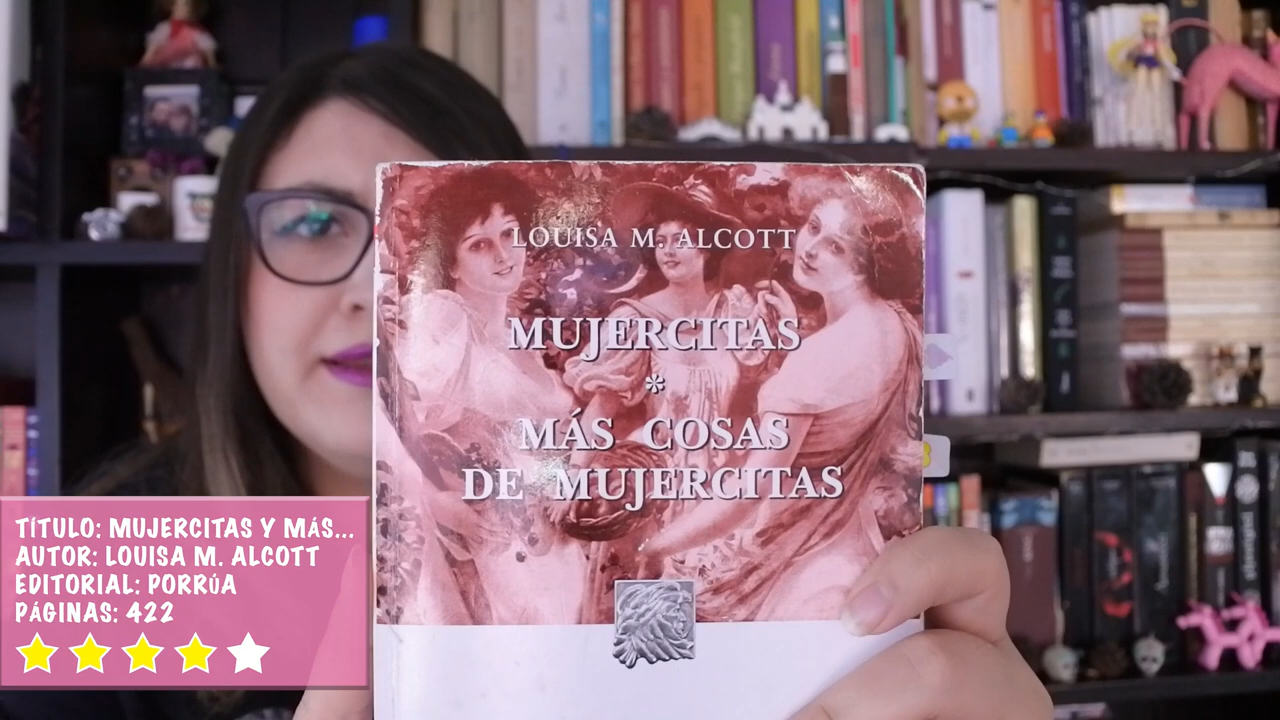 LOUISA M. ALCOTT
MUJERCITAS
*
MÁS COSAS
DE MUJERCITAS
TÍTULO: MUJERCITAS Y MÁS...
AUTOR: LOUISA M. ALCOTT
EDITORIAL: PORRÚA
PÁGINAS: 422